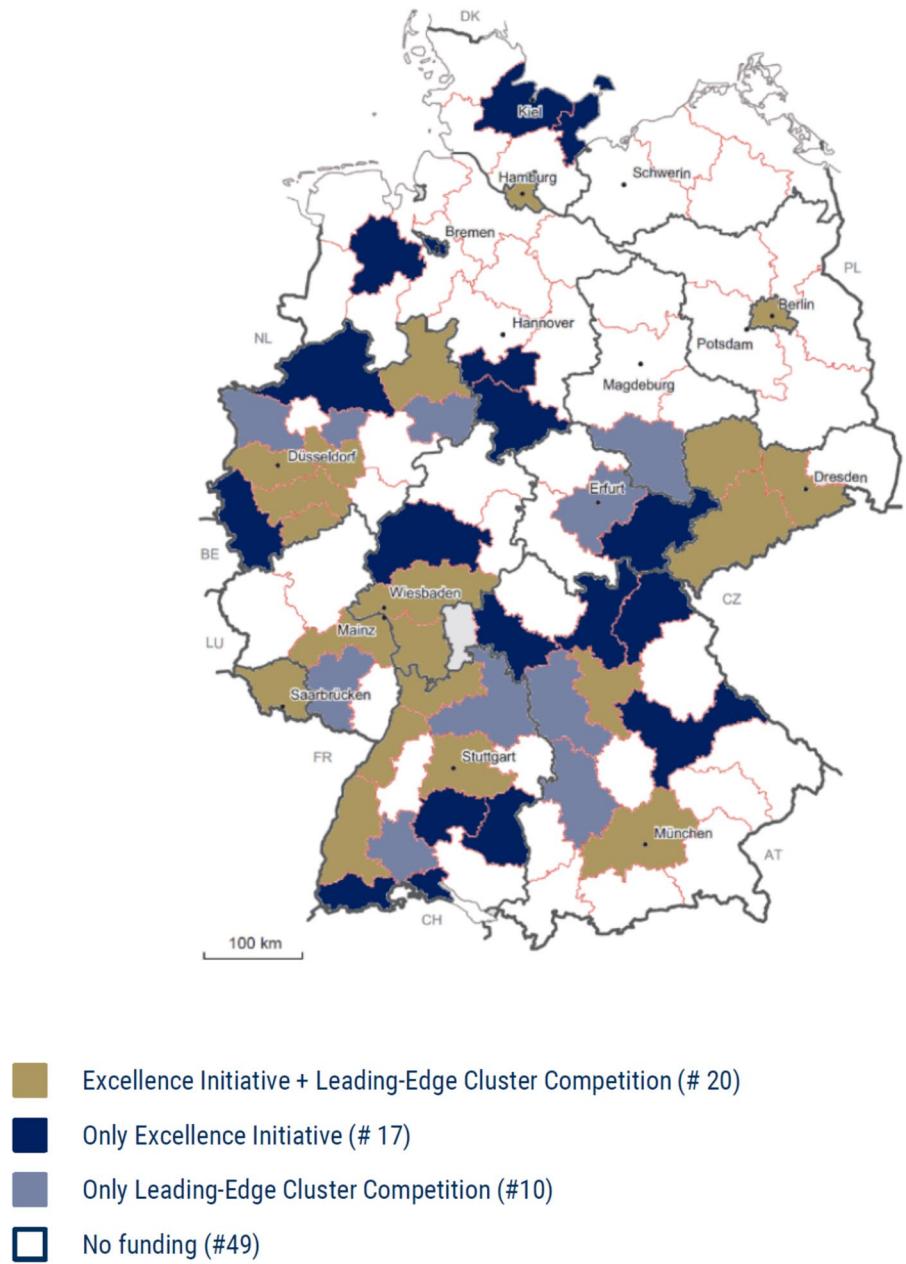 DK
Kiel
Hamburg
Schwerin
Bremen
PL
Berlin
Hannover
NL
Potsdam
Magdeburg
Düsseldorf
Dresden
Erfurt
BE
Wiesbaden
CZ
Mainz
LU
Saarbrücken
FR
Stuttgart
München
AT
CH
100 km
Excellence Initiative + Leading-Edge Cluster Competition (# 20)
Only Excellence Initiative (# 17)
Only Leading-Edge Cluster Competition (#10)
No funding (#49)